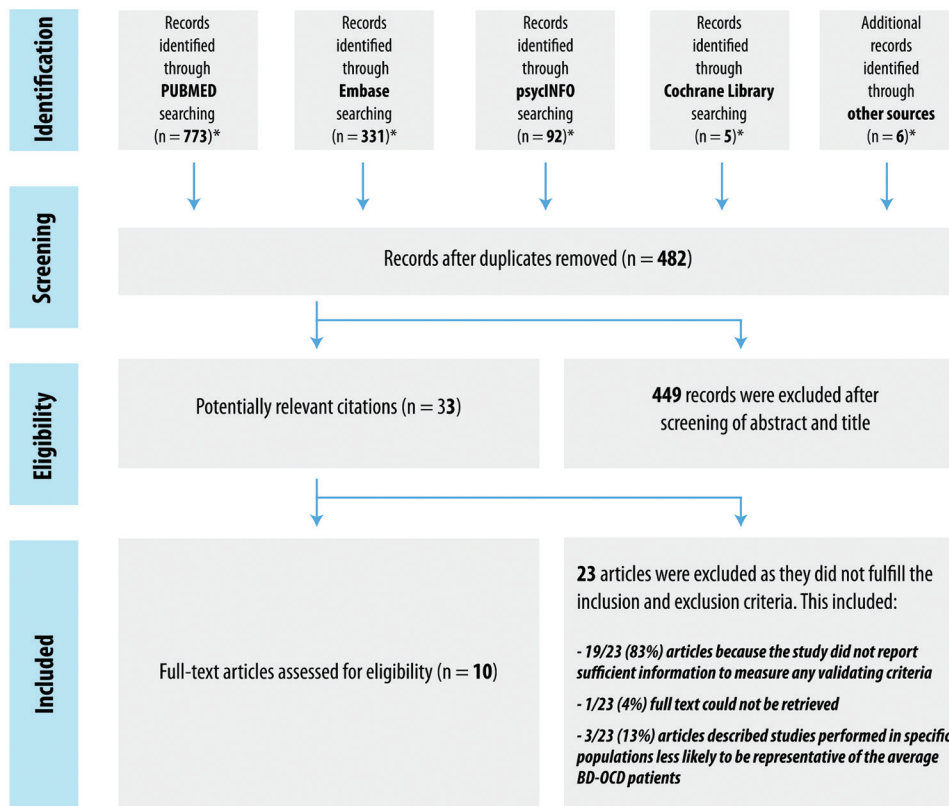 Identification
Records
identified
through
PUBMED
searching
(n = 773)*
Records
identified
through
Embase
searching
(n = 331)*
Records
identified
through
psycINFO
searching
(n = 92)*
Records
identified
through
Cochrane Library
searching
(n = 5)*
Additional
records
identified
through
other sources
(n = 6)*
Screening
Records after duplicates removed (n = 482)
Eligibility
Potentially relevant citations (n = 33)
449 records were excluded after
screening of abstract and title
Included
Full-text articles assessed for eligibility (n = 10)
23 articles were excluded as they did not fulfill the
inclusion and exclusion criteria. This included:
- 19/23 (83%) articles because the study did not report
sufficient information to measure any validating criteria
- 1/23 (4%) full text could not be retrieved
- 3/23 (13%) articles described studies performed in specific
populations less likely to be representative of the average
BD-OCD patients